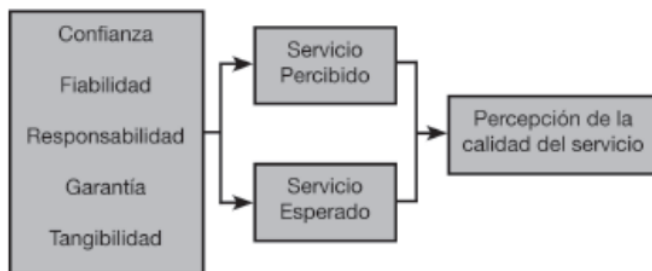 Confianza
Fiabilidad
Responsabilidad
Garantía
Tangibilidad
Servicio
Percibido
Servicio
Esperado
Percepción de la
calidad del servicio